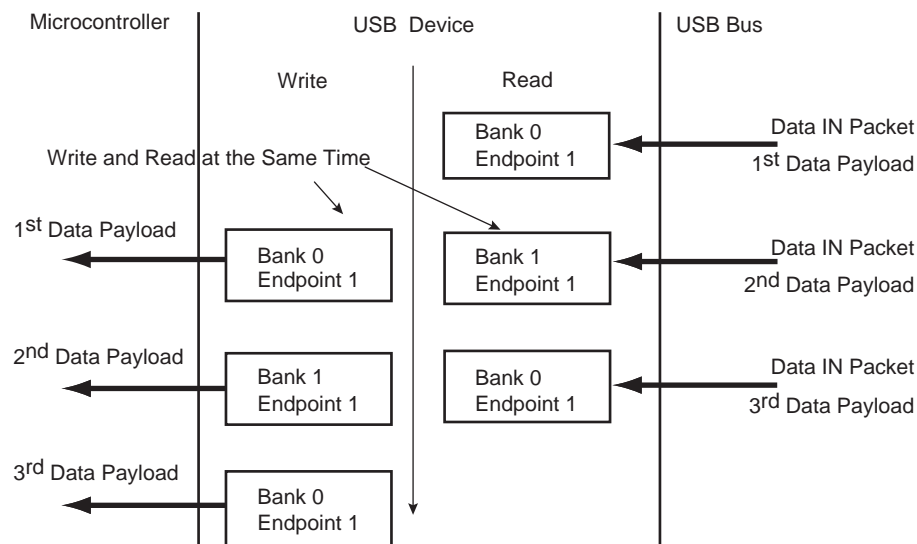 Microcontroller
USB Device
USB Bus
Write
Read
Bank 0
Endpoint 1
Data IN Packet
1st Data Payload
Write and Read at the Same Time
1st Data Payload
Bank 0
Endpoint 1
Bank 1
Endpoint 1
Data IN Packet
2nd Data Payload
2nd Data Payload
Bank 1
Endpoint 1
Bank 0
Endpoint 1
Data IN Packet
3rd Data Payload
3rd Data Payload
Bank 0
Endpoint 1